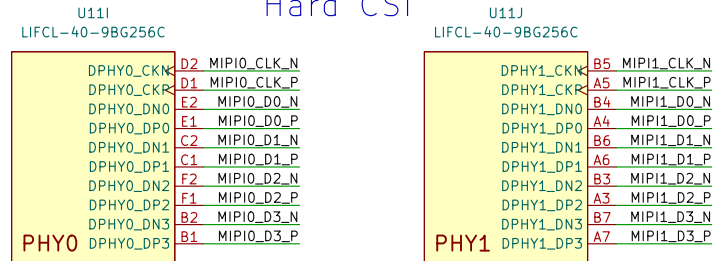 Hard CSI
U11I
LIFCL-40-9BG256C
DPHY0_CKN D2 MIPI0_CLK_N
DPHY0_CKP D1 MIPI0_CLK_P
DPHY0_DN0 E2 MIPI0_D0_N
DPHY0_DP0 E1 MIPI0_D0_P
DPHY0_DN1 C2 MIPI0_D1_N
DPHY0_DP1 C1 MIPI0_D1_P
DPHY0_DN2 F2 MIPI0_D2_N
DPHY0_DP2 F1 MIPI0_D2_P
DPHY0_DN3 B2 MIPI0_D3_N
PHY0 DPHY0_DP3 B1 MIPI0_D3_P
U11J
LIFCL-40-9BG256C
DPHY1_CKN B5 MIPI1_CLK_N
DPHY1_CKP A5 MIPI1_CLK_P
DPHY1_DN0 B4 MIPI1_D0_N
DPHY1_DP0 A4 MIPI1_D0_P
DPHY1_DN1 B6 MIPI1_D1_N
DPHY1_DP1 A6 MIPI1_D1_P
DPHY1_DN2 B3 MIPI1_D2_N
DPHY1_DP2 A3 MIPI1_D2_P
DPHY1_DN3 B7 MIPI1_D3_N
PHY1 DPHY1_DP3 A7 MIPI1_D3_P